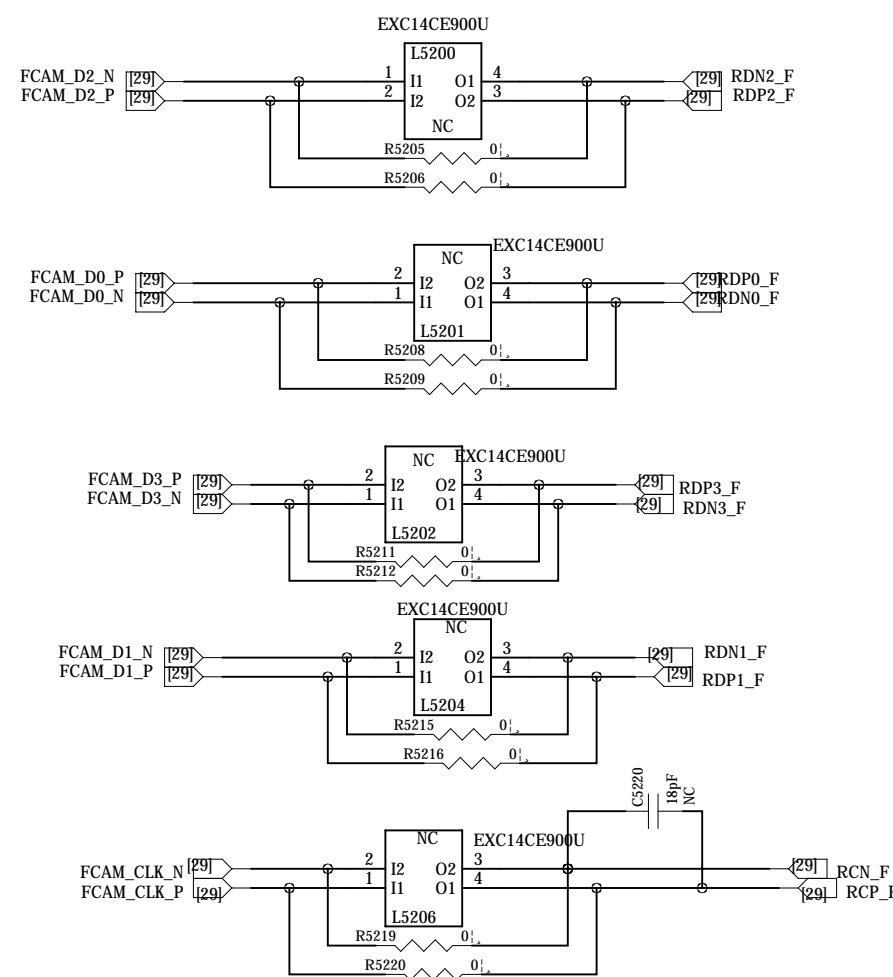 EXC14CE900U
L5200
FCAM_D2_N [29] 1 I1 O1 4 [29] RDN2_F
FCAM_D2_P [29] 2 I2 O2 3 [29] RDP2_F
NC
R5205 0
R5206 0
EXC14CE900U
NC
FCAM_D0_P [29] 2 I2 O2 3 [29] RDP0_F
FCAM_D0_N [29] 1 I1 O1 4 [29] RDN0_F
L5201
R5208 0
R5209 0
NC EXC14CE900U
FCAM_D3_P [29] 2 I2 O2 3 [29] RDP3_F
FCAM_D3_N [29] 1 I1 O1 4 [29] RDN3_F
L5202
R5211 0
R5212 0
EXC14CE900U
NC
FCAM_D1_N [29] 2 I2 O2 3 [29] RDN1_F
FCAM_D1_P [29] 1 I1 O1 4 [29] RDP1_F
L5204
R5215 0
R5216 0
C5220
18pF
NC
NC EXC14CE900U
FCAM_CLK_N [29] 2 I2 O2 3 [29] RCN_F
FCAM_CLK_P [29] 1 I1 O1 4 [29] RCP_F
L5206
R5219 0
R5220 0